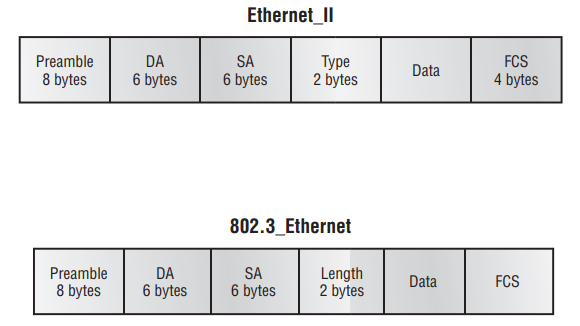 Ethernet_II
Preamble
8 bytes
DA
6 bytes
SA
6 bytes
Type
2 bytes
Data
FCS
4 bytes
802.3_Ethernet
Preamble
8 bytes
DA
6 bytes
SA
6 bytes
Length
2 bytes
Data
FCS